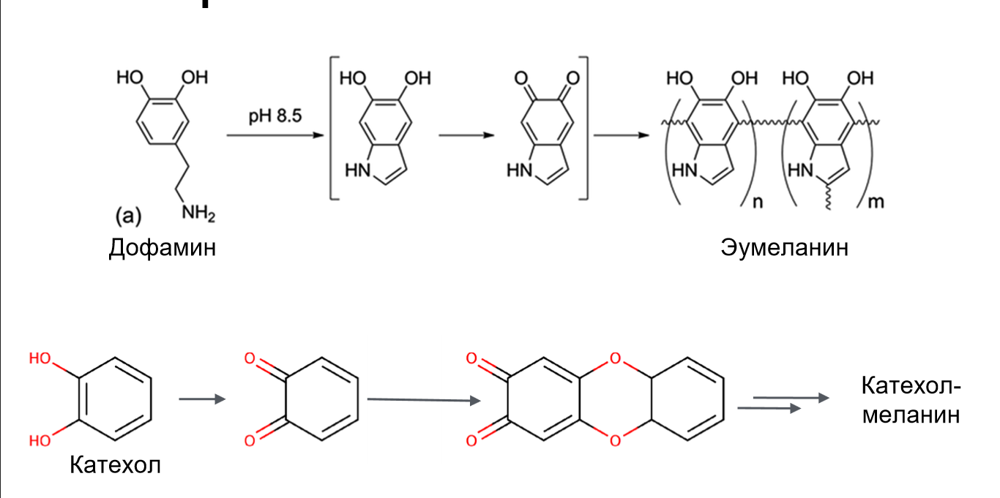 HO OH
pH 8.5
(a)
NH₂
Дофамин
HO OH
HN
O O
HN
HO OH HO OH
HN HN
n m
Эумеланин
HO
HO
Катехол
O
O
O
O
O
O
Катехол-
меланин